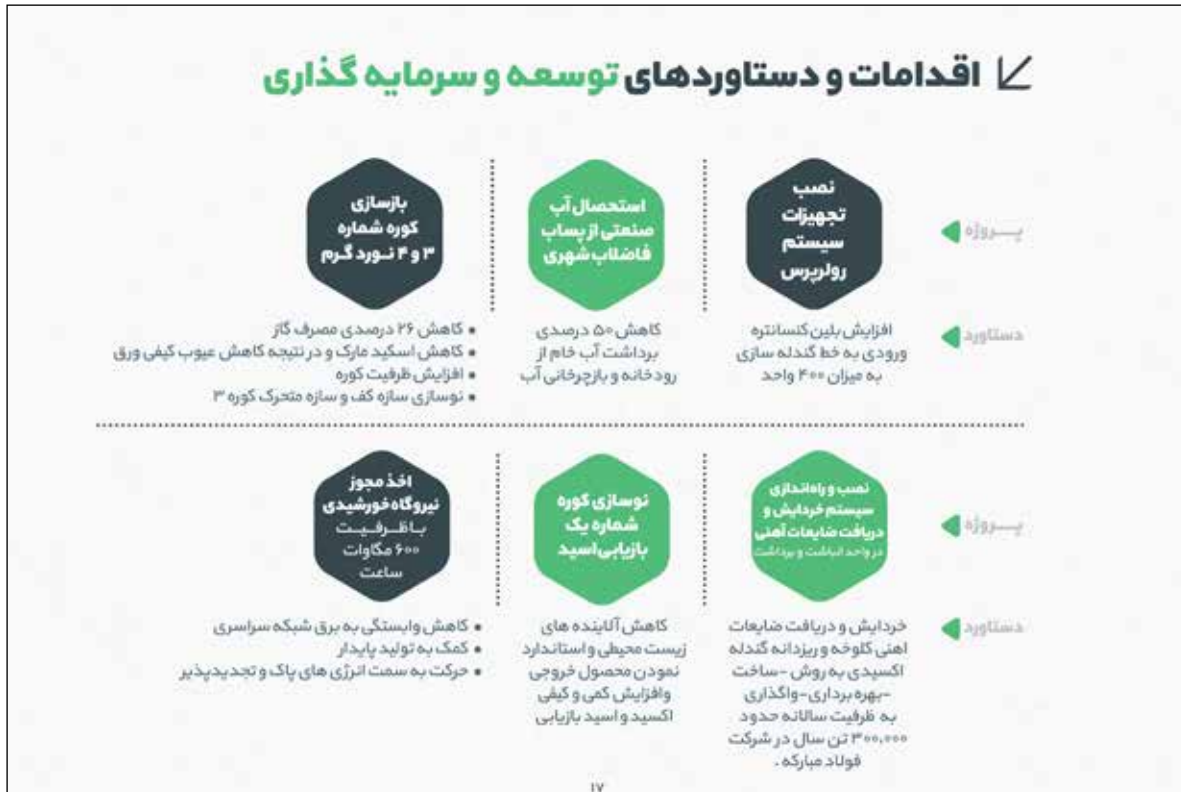 اقدامات و دستاوردهای توسعه و سرمایه گذاری
پـــروژه
نصب
تجهیزات
سیستم
رولرپرس
استحصال آب
صنعتی از پساب
فاضلاب شهری
بازسازی
کوره شماره
۳ و ۴ نــورد گـرم
دستاورد
افزایش بلین کنسانتره
ورودی به خط گندله سازی
به میزان ۴۰۰ واحد
کاهش ۵۰ درصدی
برداشت آب خام از
رودخانه و بازچرخانی آب
• کاهش ۲۶ درصدی مصرف گاز
• کاهش اسکید مارک و در نتیجه کاهش عیوب کیفی ورق
• افزایش ظرفیت کوره
• نوسازی سازه کف و سازه متحرک کوره ۳
پـــروژه
نصب و راه‌اندازی
سیستم خردایش و
دریافت ضایعات آهنی
در واحد انباشت و برداشت
نوسازی کوره
شماره یک
بازیابی اسید
اخذ مجوز
نیروگاه خورشیدی
بـا ظـرفـیـت
۶۰۰ مگاوات
ساعت
دستاورد
خردایش و دریافت ضایعات
اهنی کلوخه و ریزدانه گندله
اکسیدی به روش -ساخت
-بهره برداری-واگذاری
به ظرفیت سالانه حدود
۳۰۰,۰۰۰ تن سال در شرکت
فولاد مبارکه .
کاهش آلاینده های
زیست محیطی و استاندارد
نمودن محصول خروجی
وافزایش کمی و کیفی
اکسید و اسید بازیابی
• کاهش وابستگی به برق شبکه سراسری
• کمک به تولید پایدار
• حرکت به سمت انرژی های پاک و تجدیدپذیر
۱۷